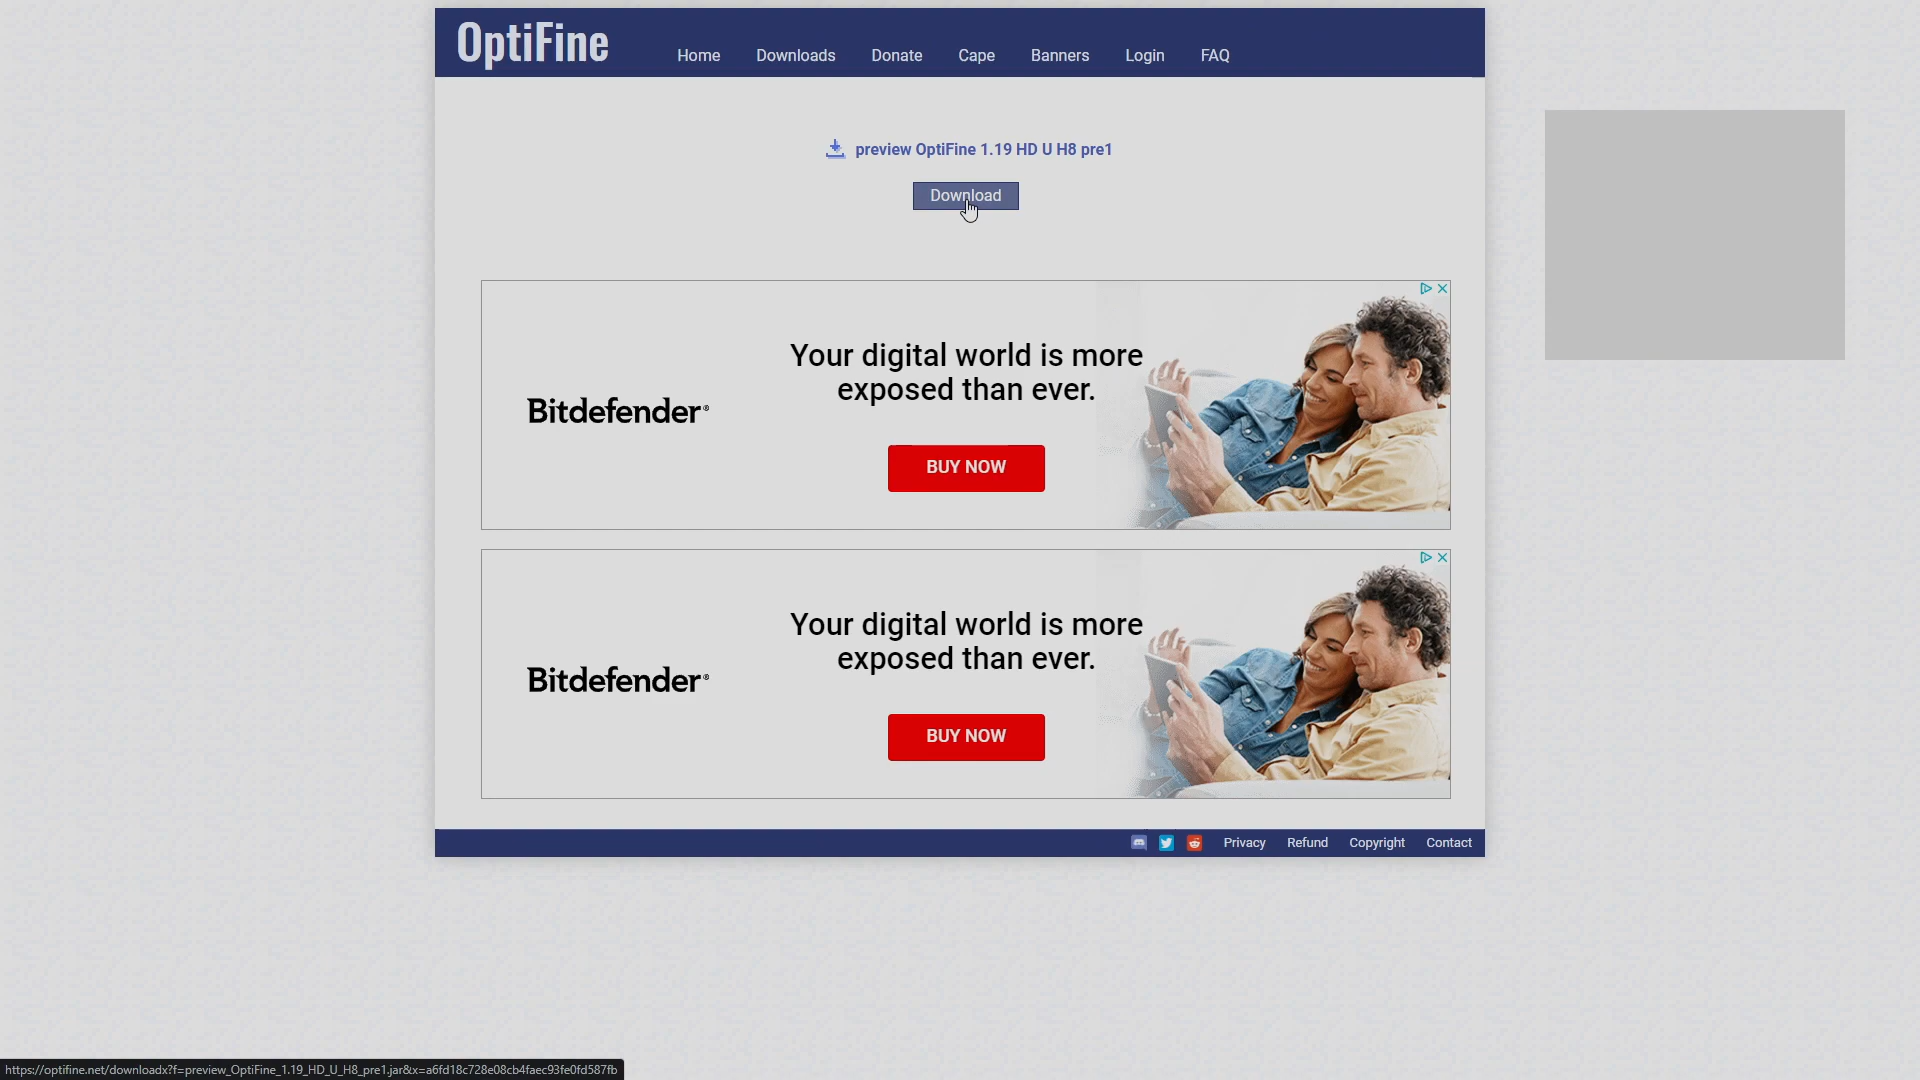 OptiFine
Home Downloads Donate Cape Banners Login FAQ
preview OptiFine 1.19 HD U H8 pre1
Download
Your digital world is more
exposed than ever.
Bitdefender®
BUY NOW
Your digital world is more
exposed than ever.
Bitdefender®
BUY NOW
Privacy Refund Copyright Contact
https://optifine.net/downloadx?f=preview_OptiFine_1.19_HD_U_H8_pre1.jar&x=a6fd18c728e08cb4faec93fe0fd587fb